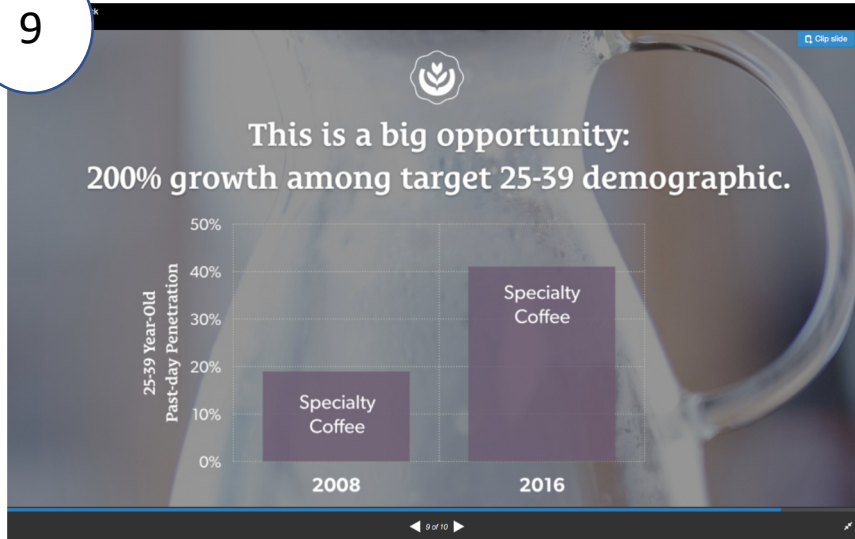 9
Clip slide
This is a big opportunity:
200% growth among target 25-39 demographic.
50%
40%
30%
20%
10%
0%
25-39 Year-Old
Past-day Penetration
Specialty
Coffee
Specialty
Coffee
2008
2016
9 of 10